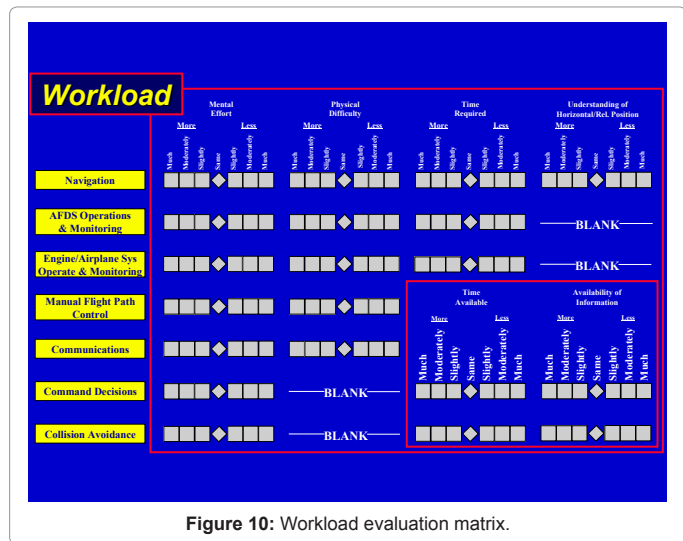 Workload
Mental
Effort
Physical
Difficulty
Time
Required
Understanding of
Horizontal/Rel. Position
More Less More Less More Less More Less
Much Moderately Slightly Same Slightly Moderately Much Much Moderately Slightly Same Slightly Moderately Much Much Moderately Slightly Same Slightly Moderately Much Much Moderately Slightly Same Slightly Moderately Much
Navigation
AFDS Operations
& Monitoring
BLANK
Engine/Airplane Sys
Operate & Monitoring
BLANK
Manual Flight Path
Control
Time
Available
Availability of
Information
More Less More Less
Much Moderately Slightly Same Slightly Moderately Much Much Moderately Slightly Same Slightly Moderately Much
Communications
Command Decisions
BLANK
Collision Avoidance
BLANK
Figure 10: Workload evaluation matrix.